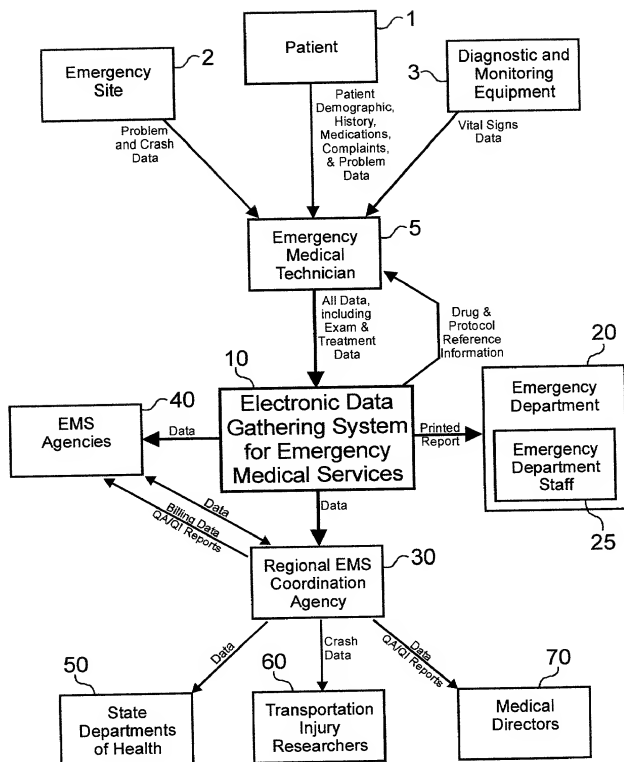 1
Patient
2
Emergency
Site
3
Diagnostic and
Monitoring
Equipment
Problem
and Crash
Data
Patient
Demographic,
History,
Medications,
Complaints,
& Problem
Data
Vital Signs
Data
5
Emergency
Medical
Technician
All Data,
including
Exam &
Treatment
Data
Drug &
Protocol
Reference
Information
10
Electronic Data
Gathering System
for Emergency
Medical Services
20
Emergency
Department
Emergency
Department
Staff
25
Printed
Report
40
EMS
Agencies
Data
Data
Data
Billing Data
QA/QI Reports
30
Regional EMS
Coordination
Agency
Data
Crash
Data
Data
QA/QI Reports
50
State
Departments
of Health
60
Transportation
Injury
Researchers
70
Medical
Directors